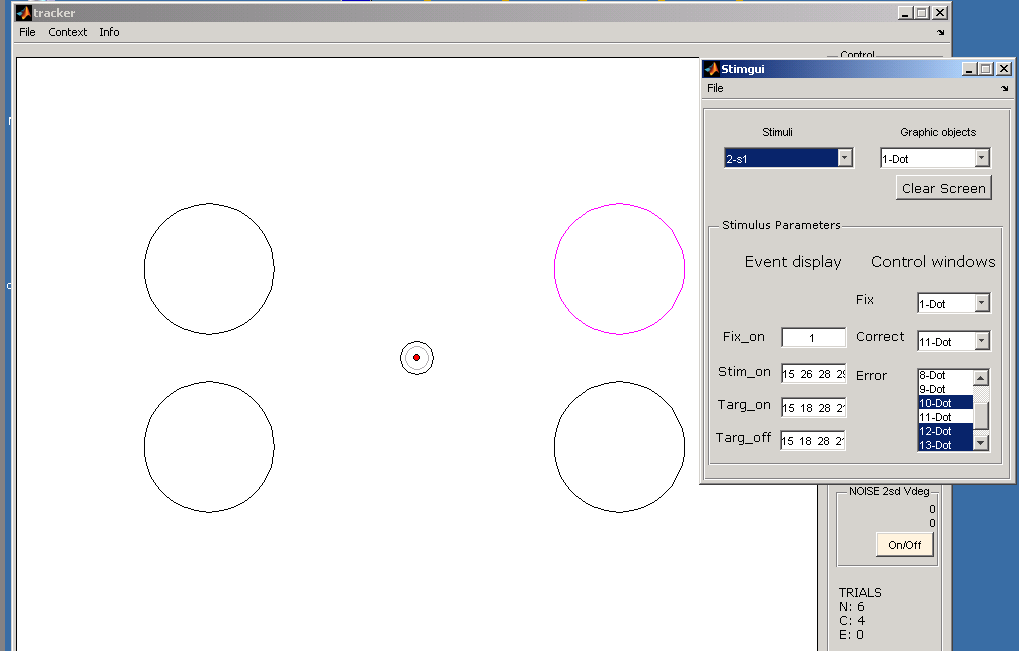 tracker
File Context Info
Control
Stimgui
File
Stimuli
Graphic objects
2-s1
1-Dot
Clear Screen
Stimulus Parameters
Event display
Control windows
Fix
1-Dot
Fix_on
1
Correct
11-Dot
Stim_on
15 26 28
Error
8-Dot
9-Dot
10-Dot
11-Dot
12-Dot
13-Dot
Targ_on
15 18 28
Targ_off
15 18 28
NOISE 2sd Vdeg
0
0
On/Off
TRIALS
N: 6
C: 4
E: 0